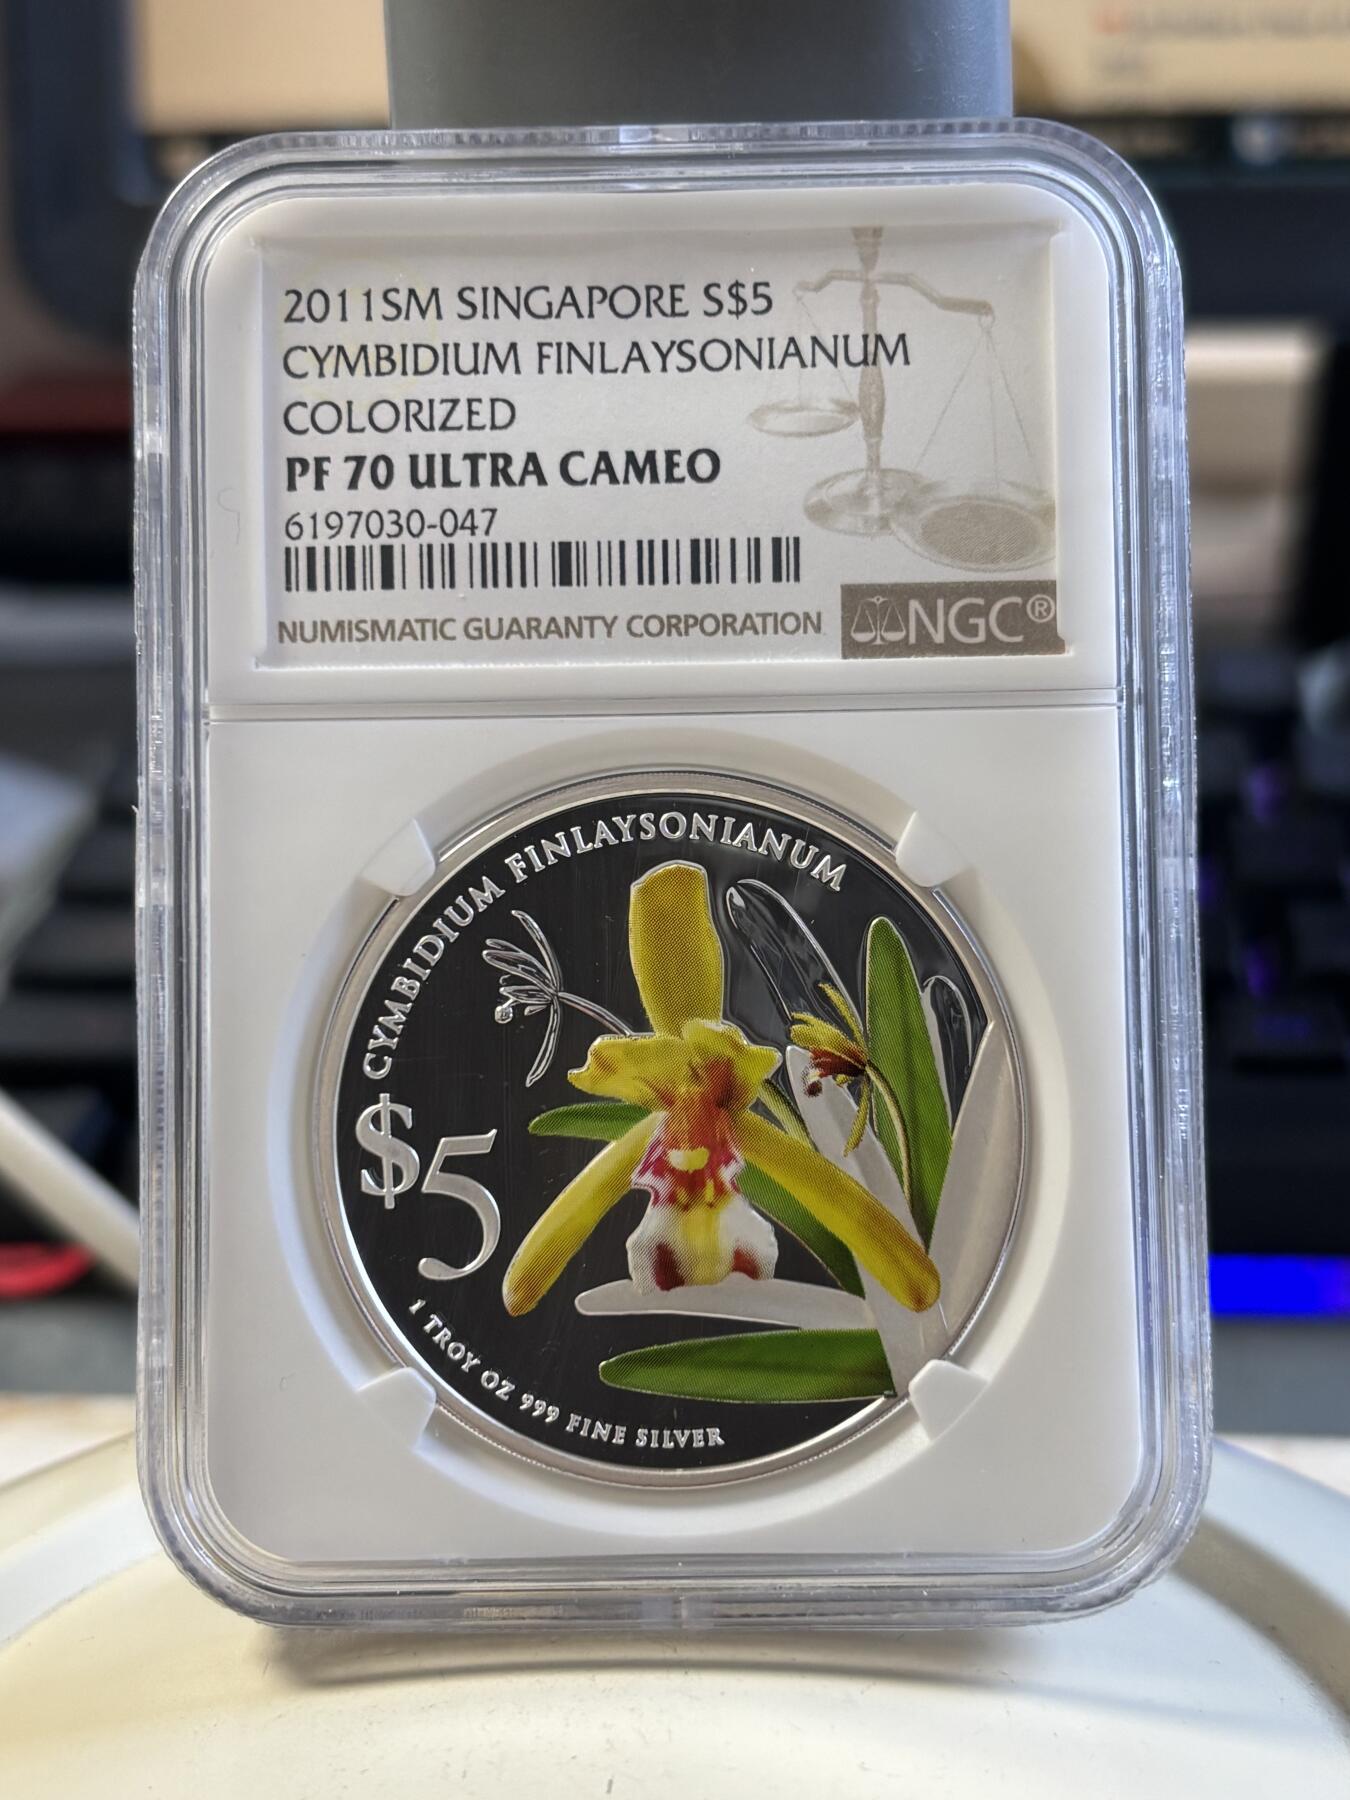 2011SM SINGAPORE S$5
CYMBIDIUM FINLAYSONIANUM
COLORIZED
PF 70 ULTRA CAMEO
6197030-047
NUMISMATIC GUARANTY CORPORATION
NGC®
CYMBIDIUM FINLAYSONIANUM
$5
1 TROY OZ 999 FINE SILVER